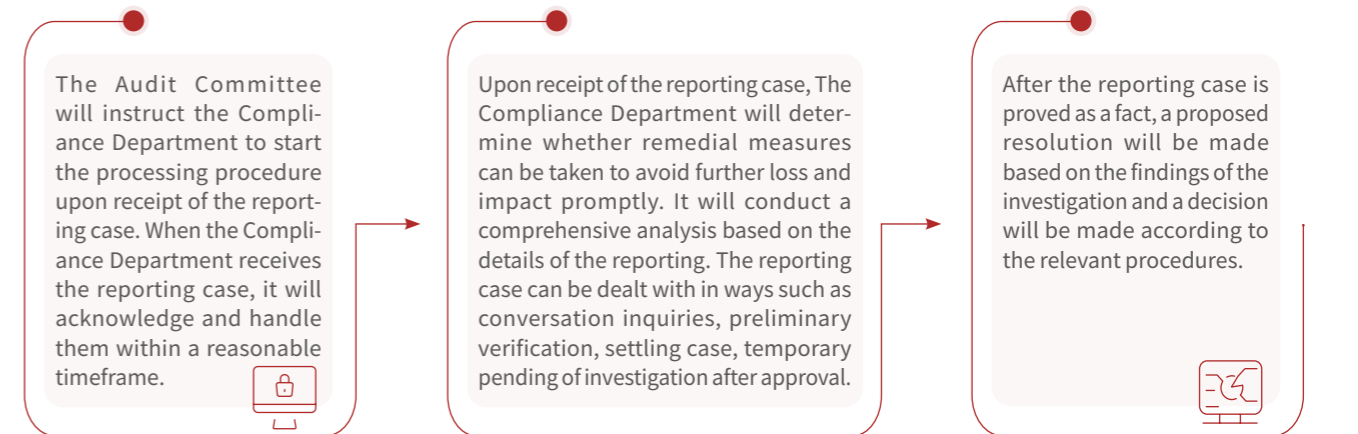 The Audit Committee
will instruct the Compli-
ance Department to start
the processing procedure
upon receipt of the report-
ing case. When the Compli-
ance Department receives
the reporting case, it will
acknowledge and handle
them within a reasonable
timeframe.
Upon receipt of the reporting case, The
Compliance Department will deter-
mine whether remedial measures
can be taken to avoid further loss and
impact promptly. It will conduct a
comprehensive analysis based on the
details of the reporting. The reporting
case can be dealt with in ways such as
conversation inquiries, preliminary
verification, settling case, temporary
pending of investigation after approval.
After the reporting case is
proved as a fact, a proposed
resolution will be made
based on the findings of the
investigation and a decision
will be made according to
the relevant procedures.